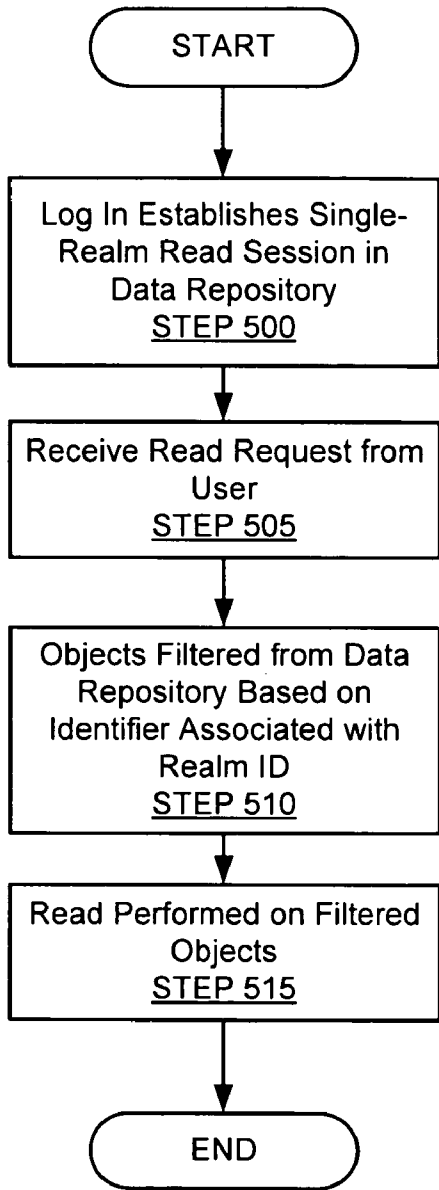 START
Log In Establishes Single-
Realm Read Session in
Data Repository
STEP 500
Receive Read Request from
User
STEP 505
Objects Filtered from Data
Repository Based on
Identifier Associated with
Realm ID
STEP 510
Read Performed on Filtered
Objects
STEP 515
END